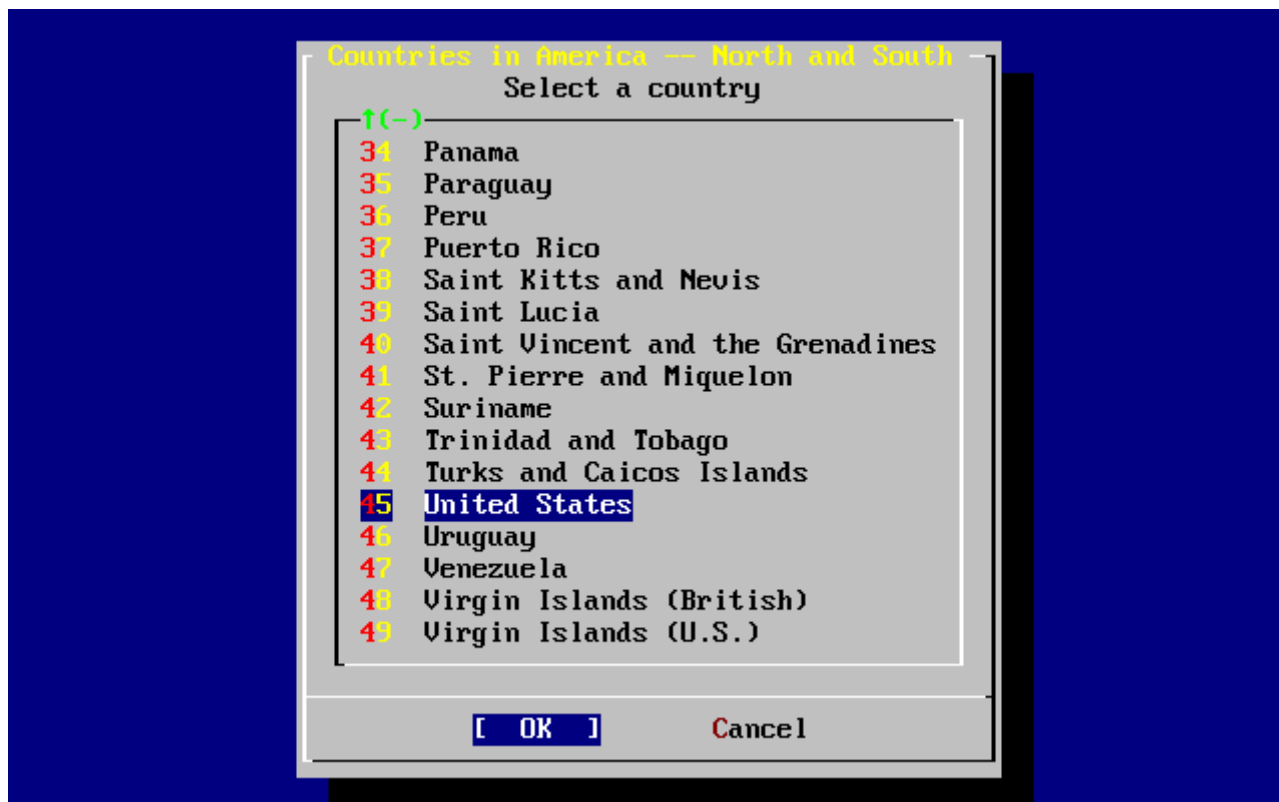 Countries in America -- North and South
Select a country
↑(-)
34 Panama
35 Paraguay
36 Peru
37 Puerto Rico
38 Saint Kitts and Nevis
39 Saint Lucia
40 Saint Vincent and the Grenadines
41 St. Pierre and Miquelon
42 Suriname
43 Trinidad and Tobago
44 Turks and Caicos Islands
45 United States
46 Uruguay
47 Venezuela
48 Virgin Islands (British)
49 Virgin Islands (U.S.)
[ OK ] Cancel